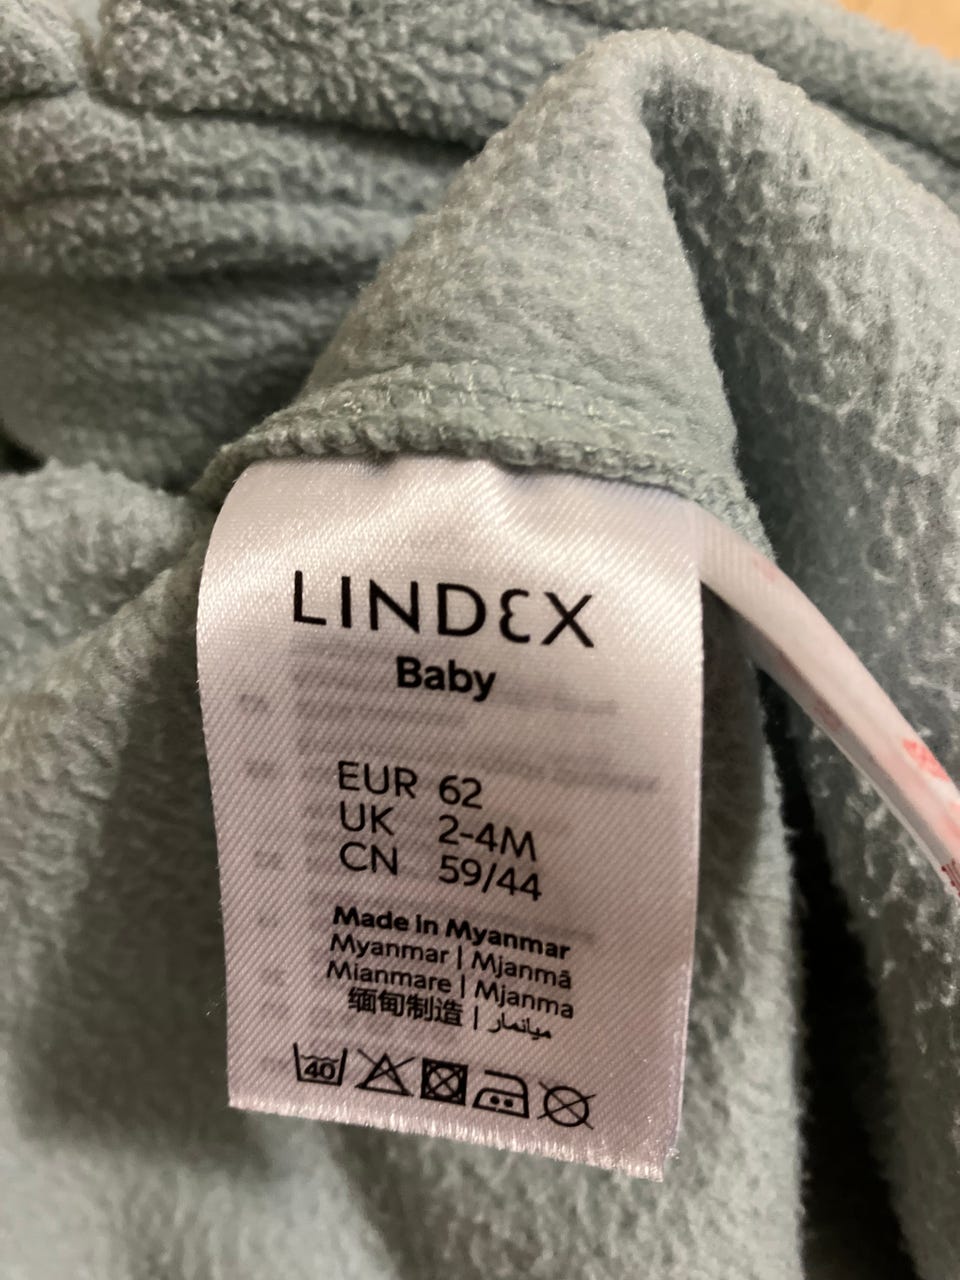 LINDEX
Baby
EUR 62
UK 2-4M
CN 59/44
Made in Myanmar
Myanmar | Mjanmā
Mianmare | Mjanma
缅甸制造 | ميانمار
40